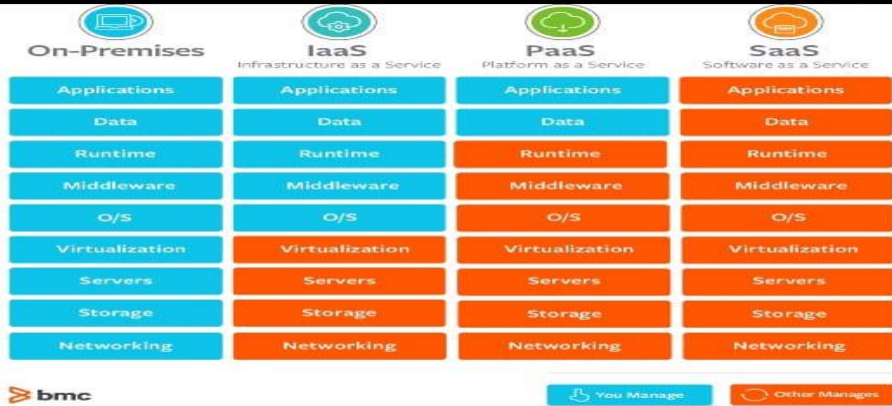 On-Premises IaaS PaaS SaaS
Infrastructure as a Service Platform as a Service Software as a Service
Applications Applications Applications Applications
Data Data Data Data
Runtime Runtime Runtime Runtime
Middleware Middleware Middleware Middleware
O/S O/S O/S O/S
Virtualization Virtualization Virtualization Virtualization
Servers Servers Servers Servers
Storage Storage Storage Storage
Networking Networking Networking Networking
bmc You Manage Other Manages